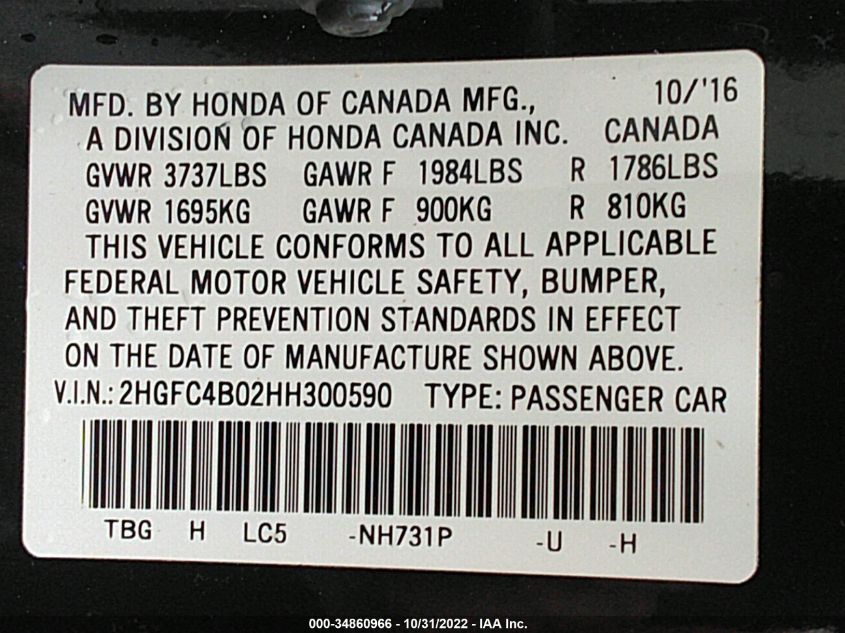 MFD. BY HONDA OF CANADA MFG., 10/'16
A DIVISION OF HONDA CANADA INC. CANADA
GVWR 3737LBS GAWR F 1984LBS R 1786LBS
GVWR 1695KG GAWR F 900KG R 810KG
THIS VEHICLE CONFORMS TO ALL APPLICABLE
FEDERAL MOTOR VEHICLE SAFETY, BUMPER,
AND THEFT PREVENTION STANDARDS IN EFFECT
ON THE DATE OF MANUFACTURE SHOWN ABOVE.
V.I.N.: 2HGFC4B02HH300590 TYPE: PASSENGER CAR
TBG H LC5 -NH731P -U -H
000-34860966 - 10/31/2022 - IAA Inc.